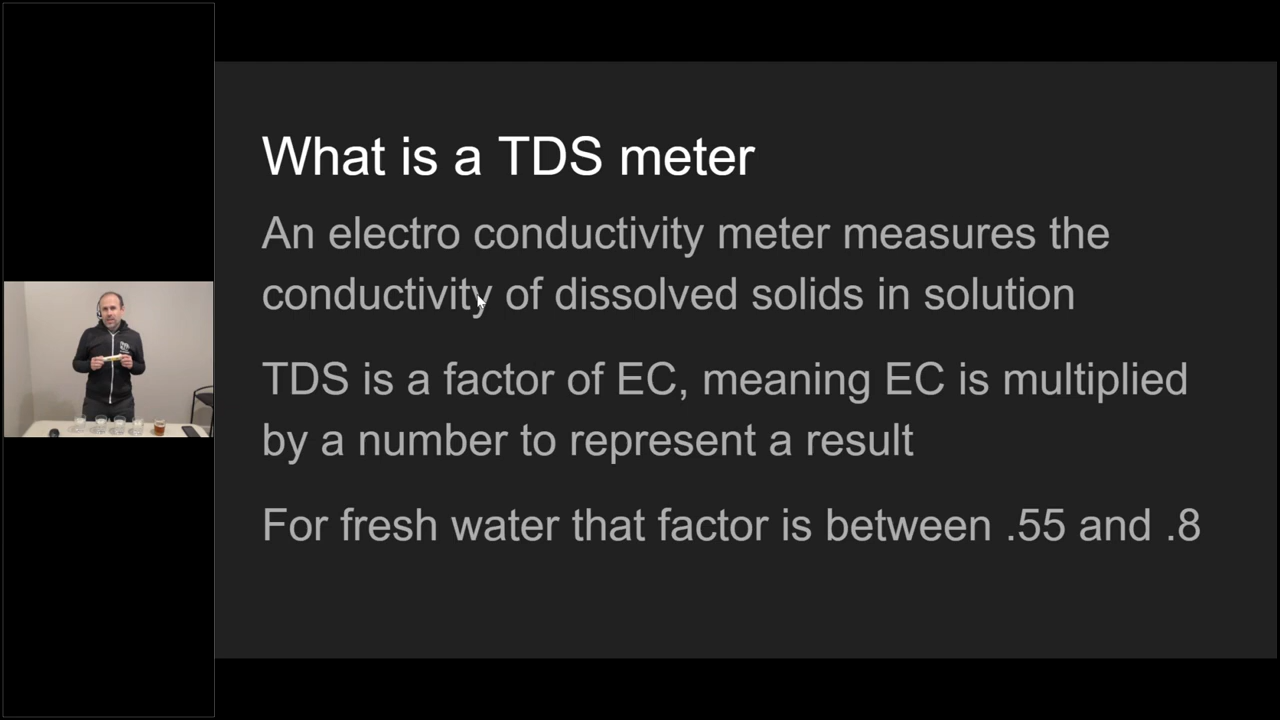 What is a TDS meter
An electro conductivity meter measures the
conductivity of dissolved solids in solution
TDS is a factor of EC, meaning EC is multiplied
by a number to represent a result
For fresh water that factor is between .55 and .8